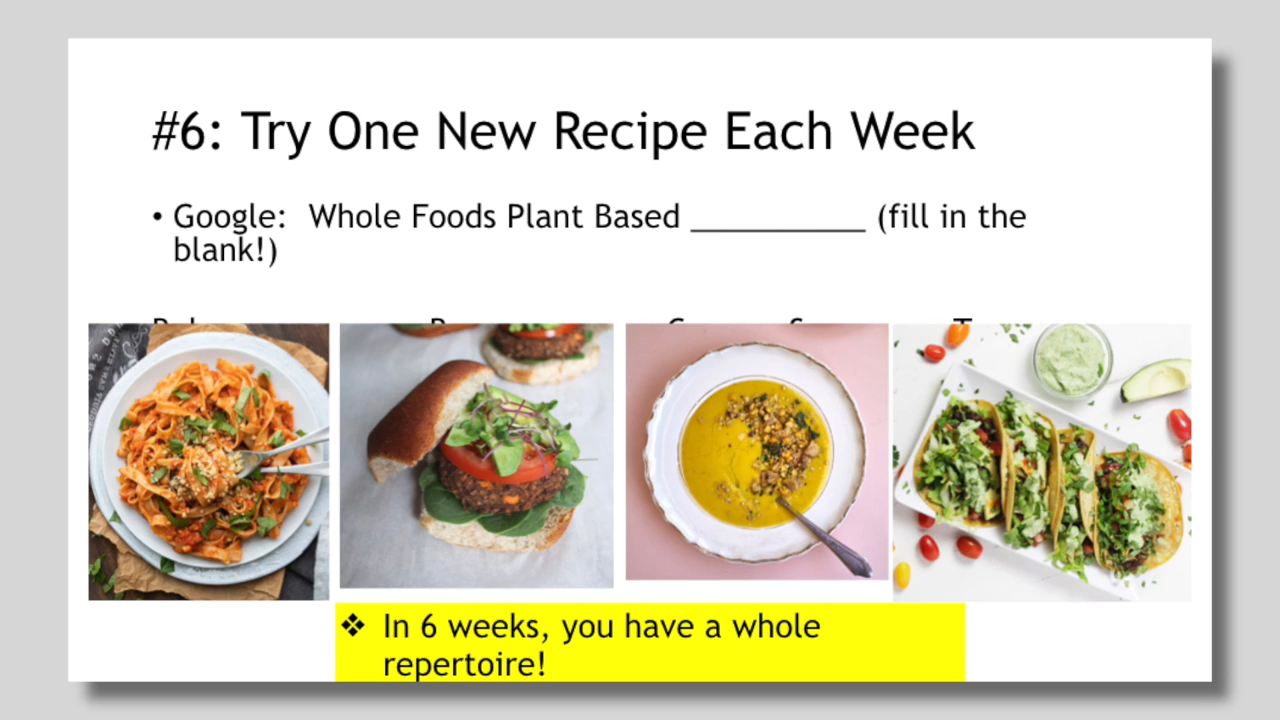 #6: Try One New Recipe Each Week
• Google: Whole Foods Plant Based __________ (fill in the
blank!)
❖ In 6 weeks, you have a whole
repertoire!